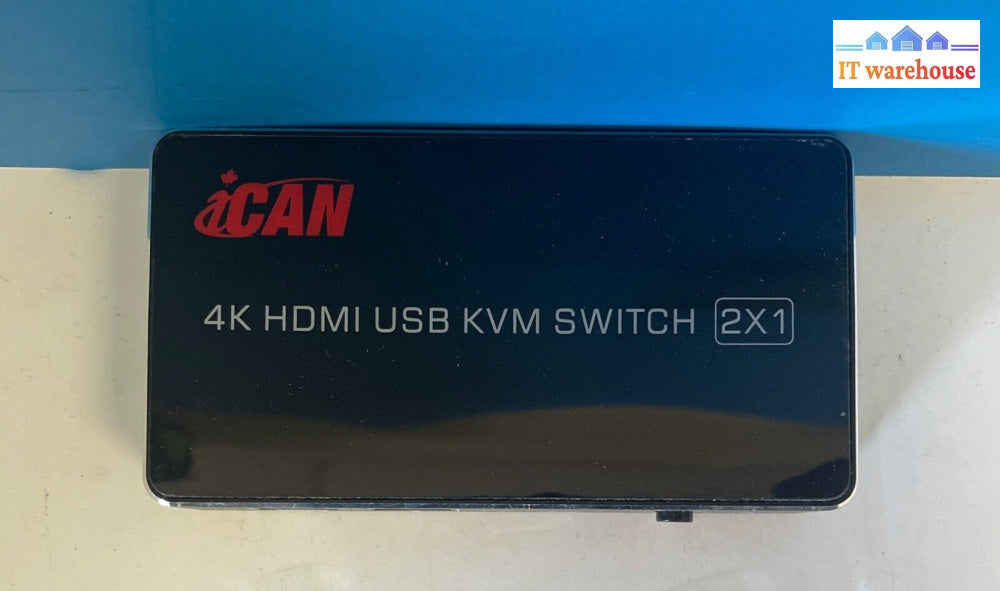 IT warehouse
iCAN
4K HDMI USB KVM SWITCH 2X1